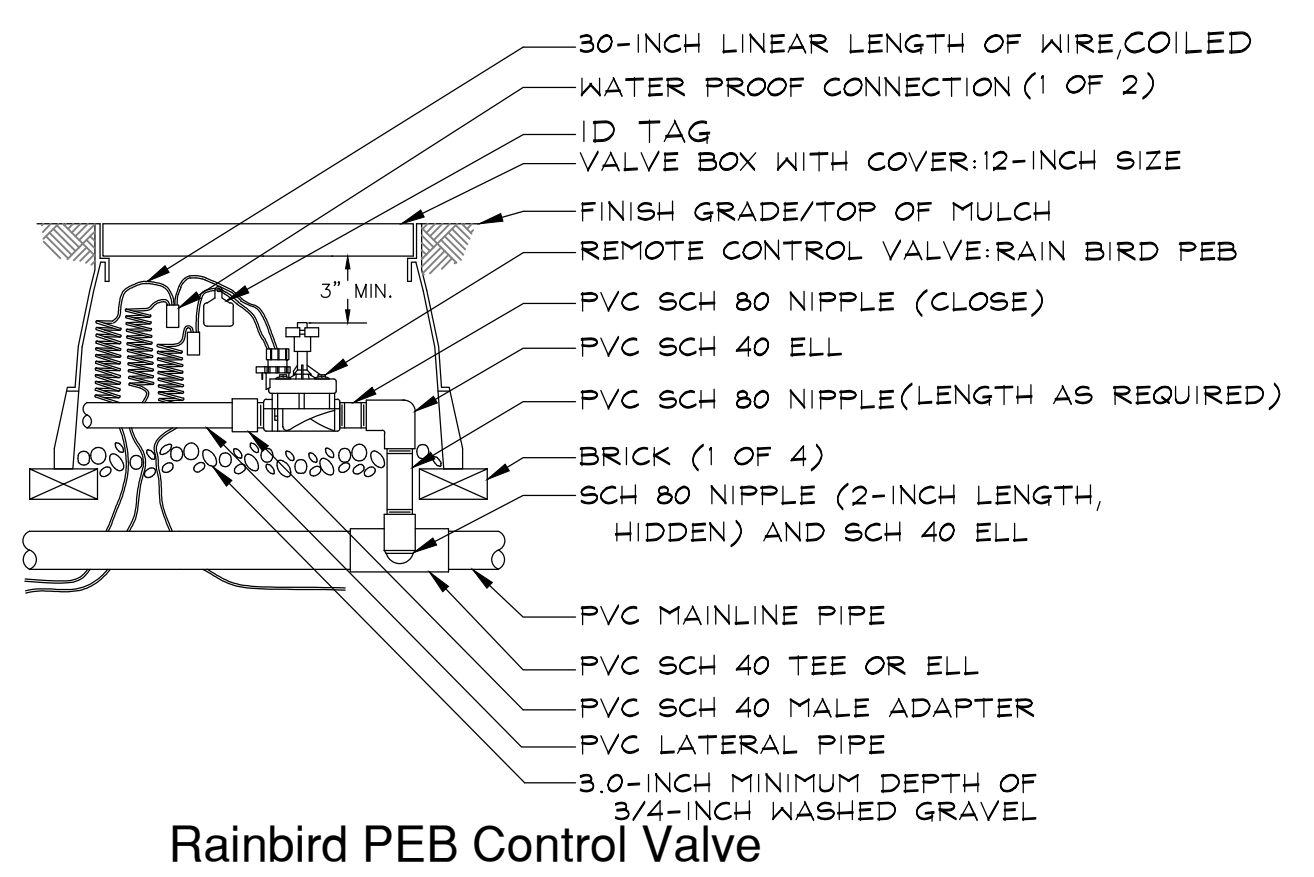 30-INCH LINEAR LENGTH OF WIRE,COILED
WATER PROOF CONNECTION (1 OF 2)
ID TAG
VALVE BOX WITH COVER:12-INCH SIZE
FINISH GRADE/TOP OF MULCH
REMOTE CONTROL VALVE:RAIN BIRD PEB
3" MIN.
PVC SCH 80 NIPPLE (CLOSE)
PVC SCH 40 ELL
PVC SCH 80 NIPPLE (LENGTH AS REQUIRED)
BRICK (1 OF 4)
SCH 80 NIPPLE (2-INCH LENGTH,
HIDDEN) AND SCH 40 ELL
PVC MAINLINE PIPE
PVC SCH 40 TEE OR ELL
PVC SCH 40 MALE ADAPTER
PVC LATERAL PIPE
3.0-INCH MINIMUM DEPTH OF
3/4-INCH WASHED GRAVEL
Rainbird PEB Control Valve